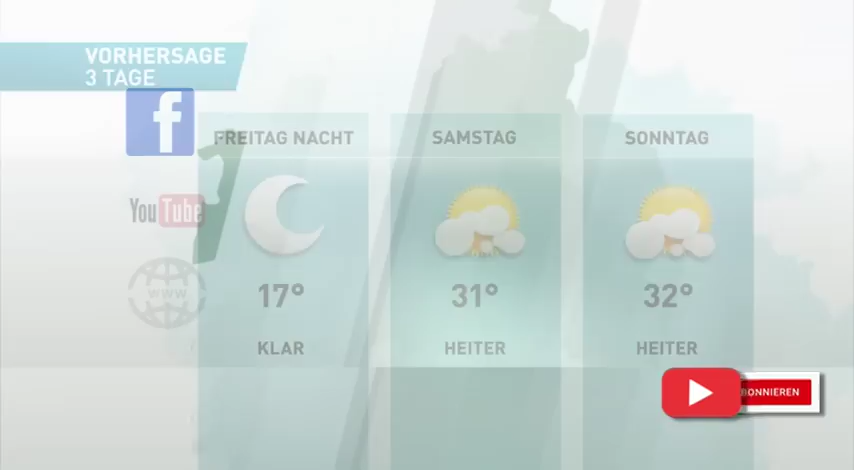 VORHERSAGE
3 TAGE
f
FREITAG NACHT
SAMSTAG
SONNTAG
YouTube
www
17°
31°
32°
KLAR
HEITER
HEITER
BONNIEREN